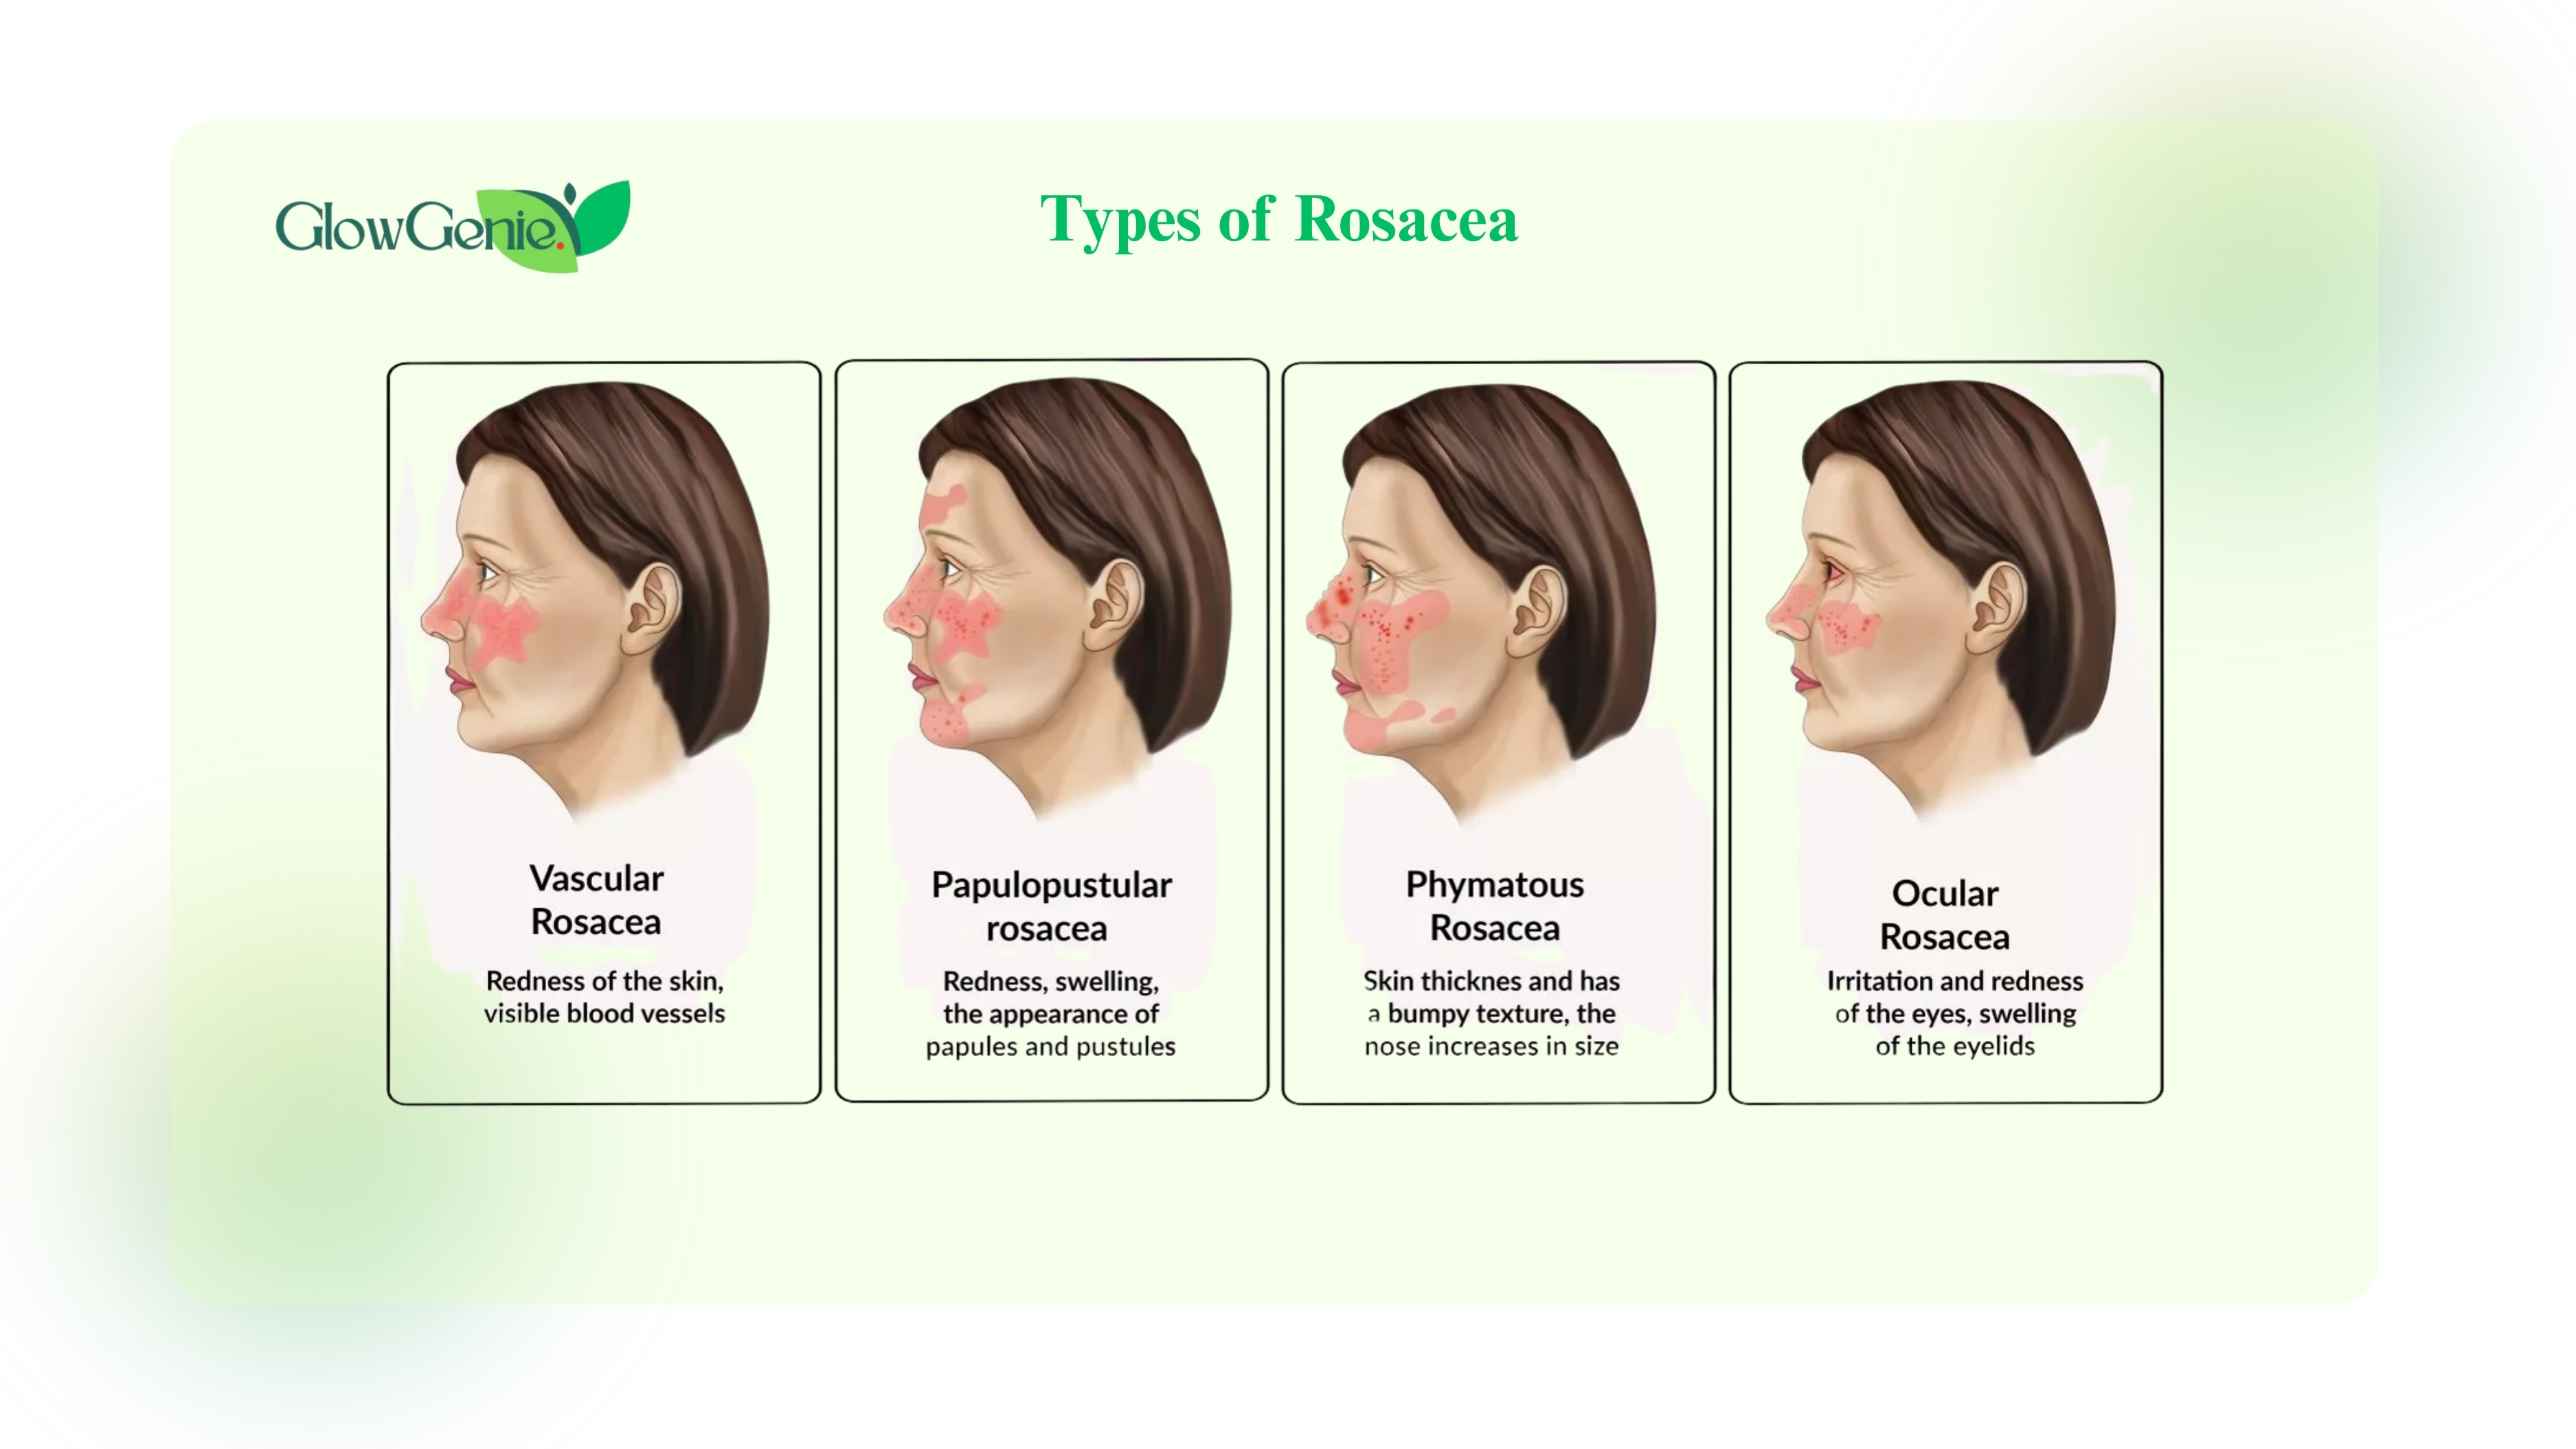 GlowGenie.
Types of Rosacea
Vascular
Rosacea
Redness of the skin,
visible blood vessels
Papulopustular
rosacea
Redness, swelling,
the appearance of
papules and pustules
Phymatous
Rosacea
Skin thicknes and has
a bumpy texture, the
nose increases in size
Ocular
Rosacea
Irritation and redness
of the eyes, swelling
of the eyelids